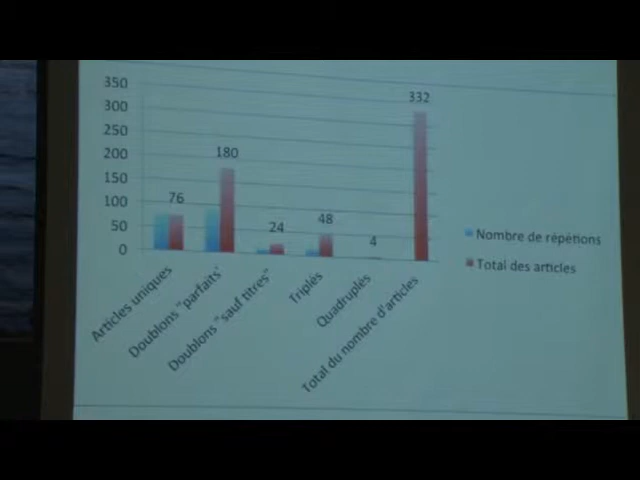 350
300
250
200
150
100
50
0
76
180
24
48
4
332
Articles uniques
Doublons "parfaits"
Doublons "sauf titres"
Triplés
Quadruplés
Total du nombre d'articles
Nombre de répétions
Total des articles